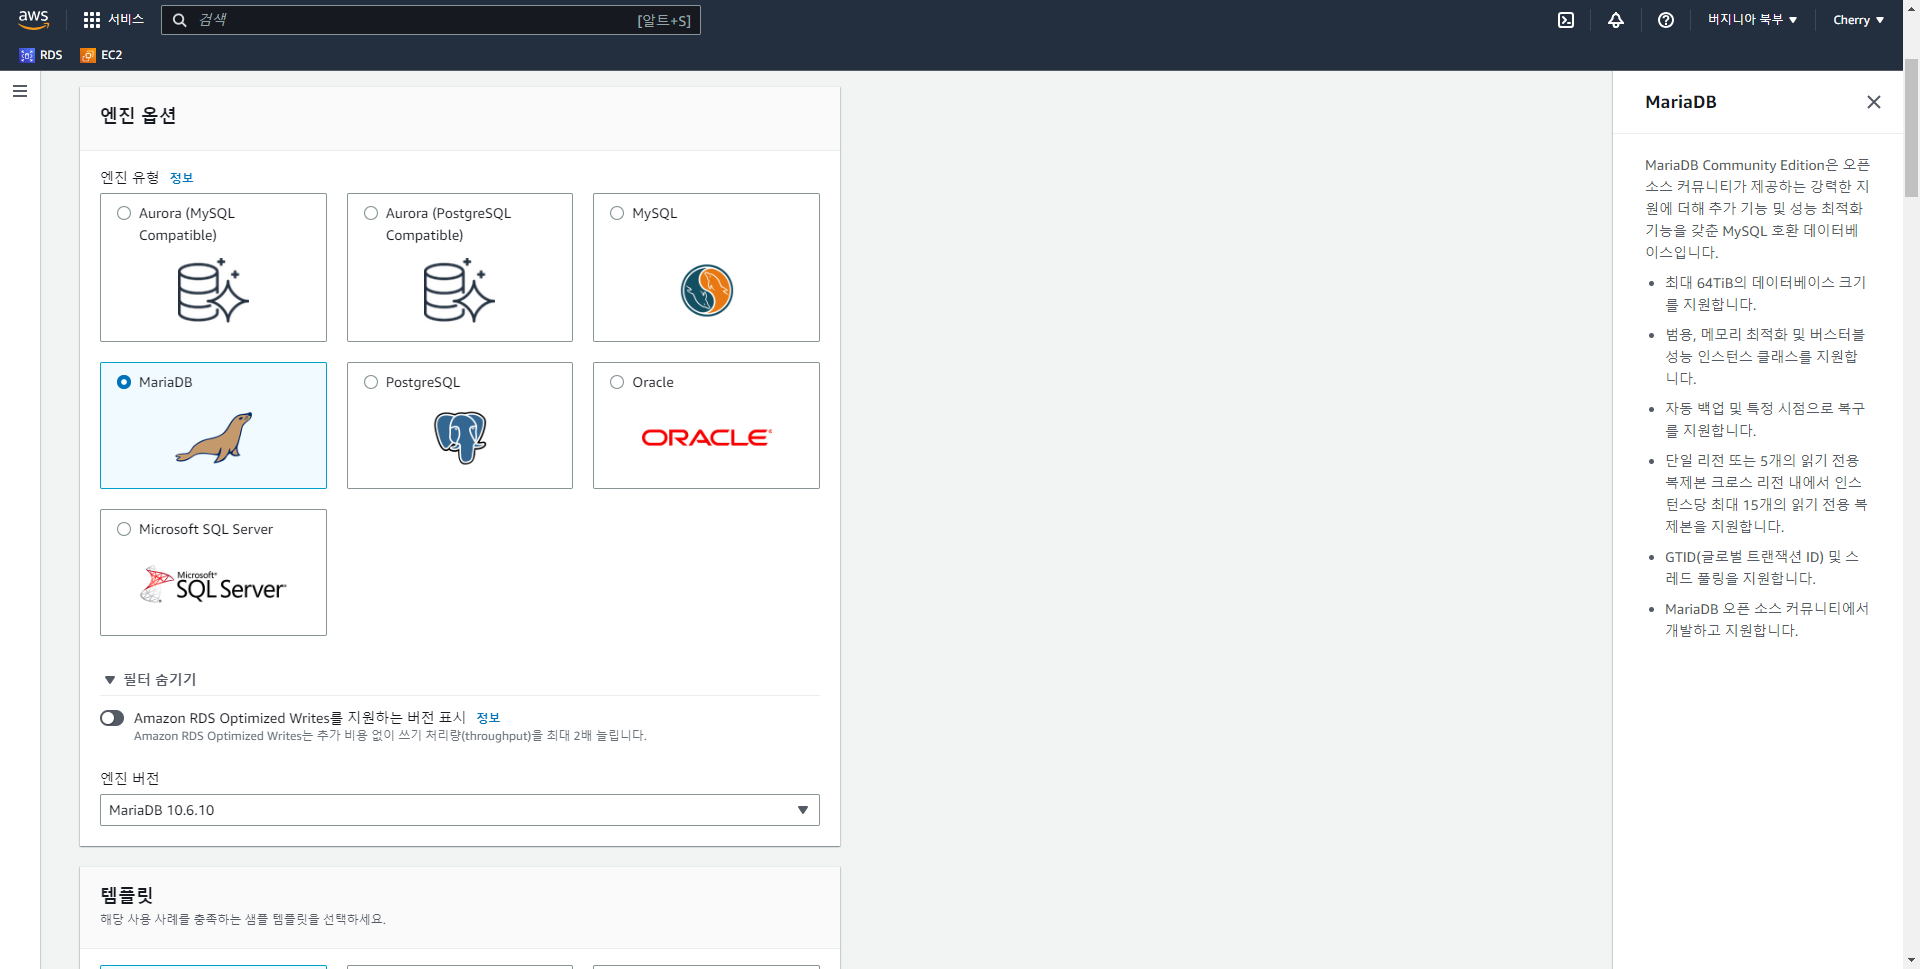 aws
서비스
검색
[알트+S]
버지니아 북부
Cherry
RDS
EC2
엔진 옵션
엔진 유형 정보
Aurora (MySQL
Compatible)
Aurora (PostgreSQL
Compatible)
MySQL
MariaDB
PostgreSQL
Oracle
ORACLE
Microsoft SQL Server
Microsoft
SQL Server
필터 숨기기
Amazon RDS Optimized Writes를 지원하는 버전 표시 정보
Amazon RDS Optimized Writes는 추가 비용 없이 쓰기 처리량(throughput)을 최대 2배 늘립니다.
엔진 버전
MariaDB 10.6.10
템플릿
해당 사용 사례를 충족하는 샘플 템플릿을 선택하세요.
MariaDB
MariaDB Community Edition은 오픈
소스 커뮤니티가 제공하는 강력한 지
원에 더해 추가 기능 및 성능 최적화
기능을 갖춘 MySQL 호환 데이터베
이스입니다.
• 최대 64TiB의 데이터베이스 크기
를 지원합니다.
• 범용, 메모리 최적화 및 버스터블
성능 인스턴스 클래스를 지원합
니다.
• 자동 백업 및 특정 시점으로 복구
를 지원합니다.
• 단일 리전 또는 5개의 읽기 전용
복제본 크로스 리전 내에서 인스
턴스당 최대 15개의 읽기 전용 복
제본을 지원합니다.
• GTID(글로벌 트랜잭션 ID) 및 스
레드 풀링을 지원합니다.
• MariaDB 오픈 소스 커뮤니티에서
개발하고 지원합니다.